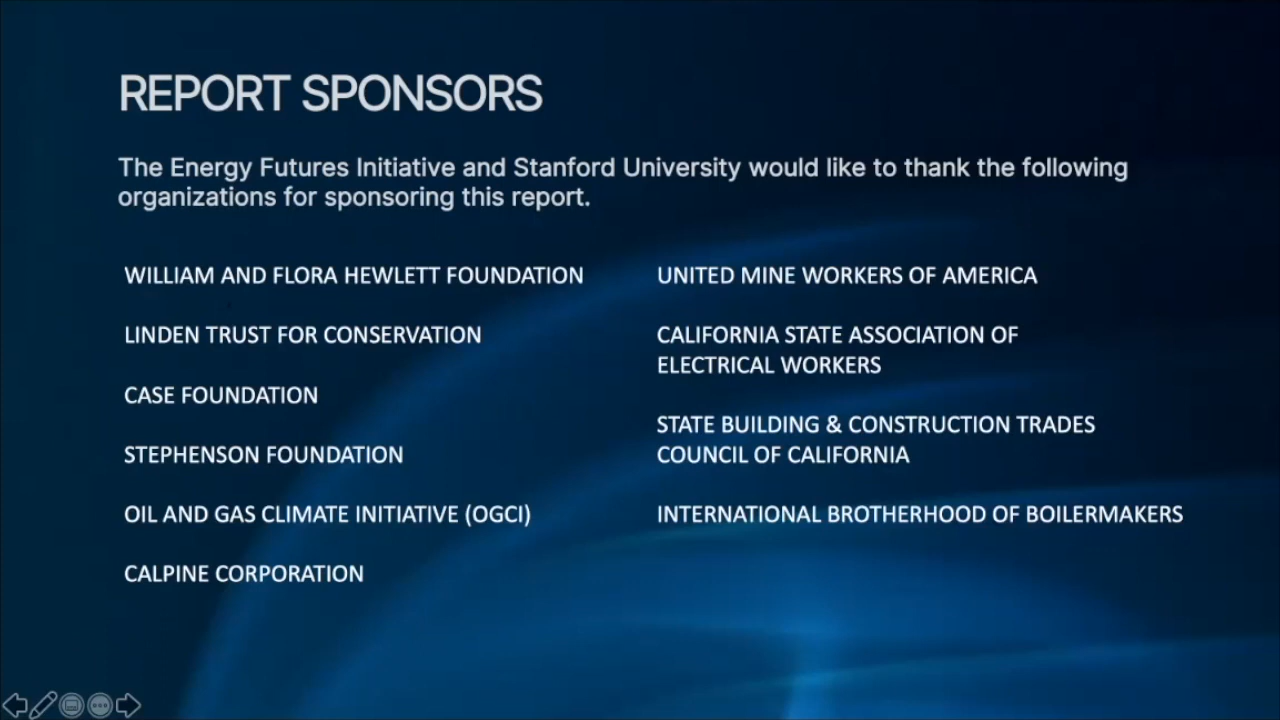 REPORT SPONSORS
The Energy Futures Initiative and Stanford University would like to thank the following
organizations for sponsoring this report.
WILLIAM AND FLORA HEWLETT FOUNDATION
LINDEN TRUST FOR CONSERVATION
CASE FOUNDATION
STEPHENSON FOUNDATION
OIL AND GAS CLIMATE INITIATIVE (OGCI)
CALPINE CORPORATION
UNITED MINE WORKERS OF AMERICA
CALIFORNIA STATE ASSOCIATION OF
ELECTRICAL WORKERS
STATE BUILDING & CONSTRUCTION TRADES
COUNCIL OF CALIFORNIA
INTERNATIONAL BROTHERHOOD OF BOILERMAKERS